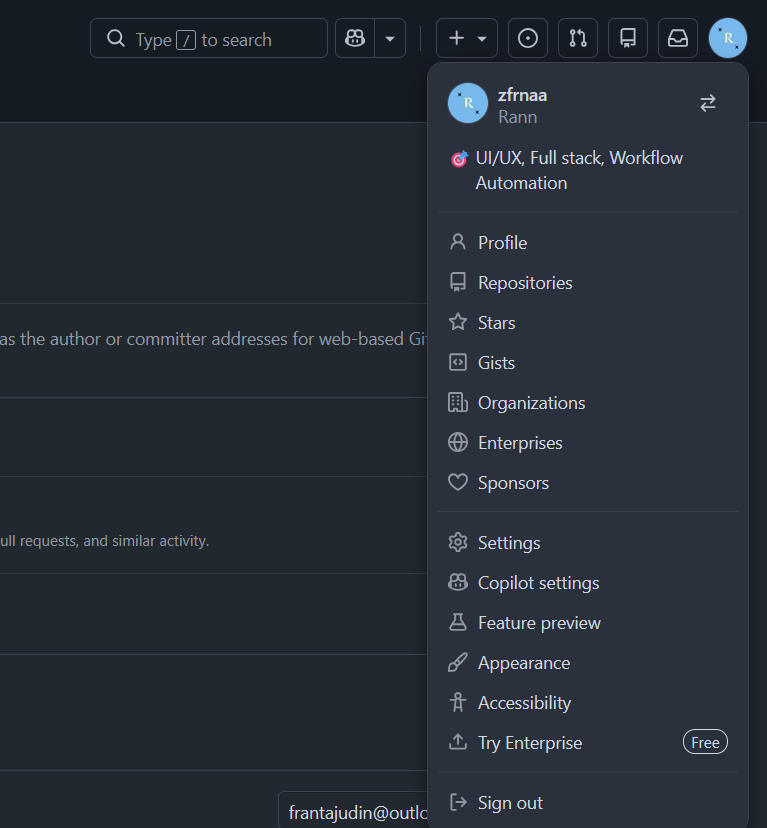 Type / to search
R
R
zfrnaa
Rann
UI/UX, Full stack, Workflow
Automation
Profile
Repositories
Stars
as the author or committer addresses for web-based Gi
Gists
Organizations
Enterprises
Sponsors
ull requests, and similar activity.
Settings
Copilot settings
Feature preview
Appearance
Accessibility
Try Enterprise Free
Sign out
frantajudin@outlo